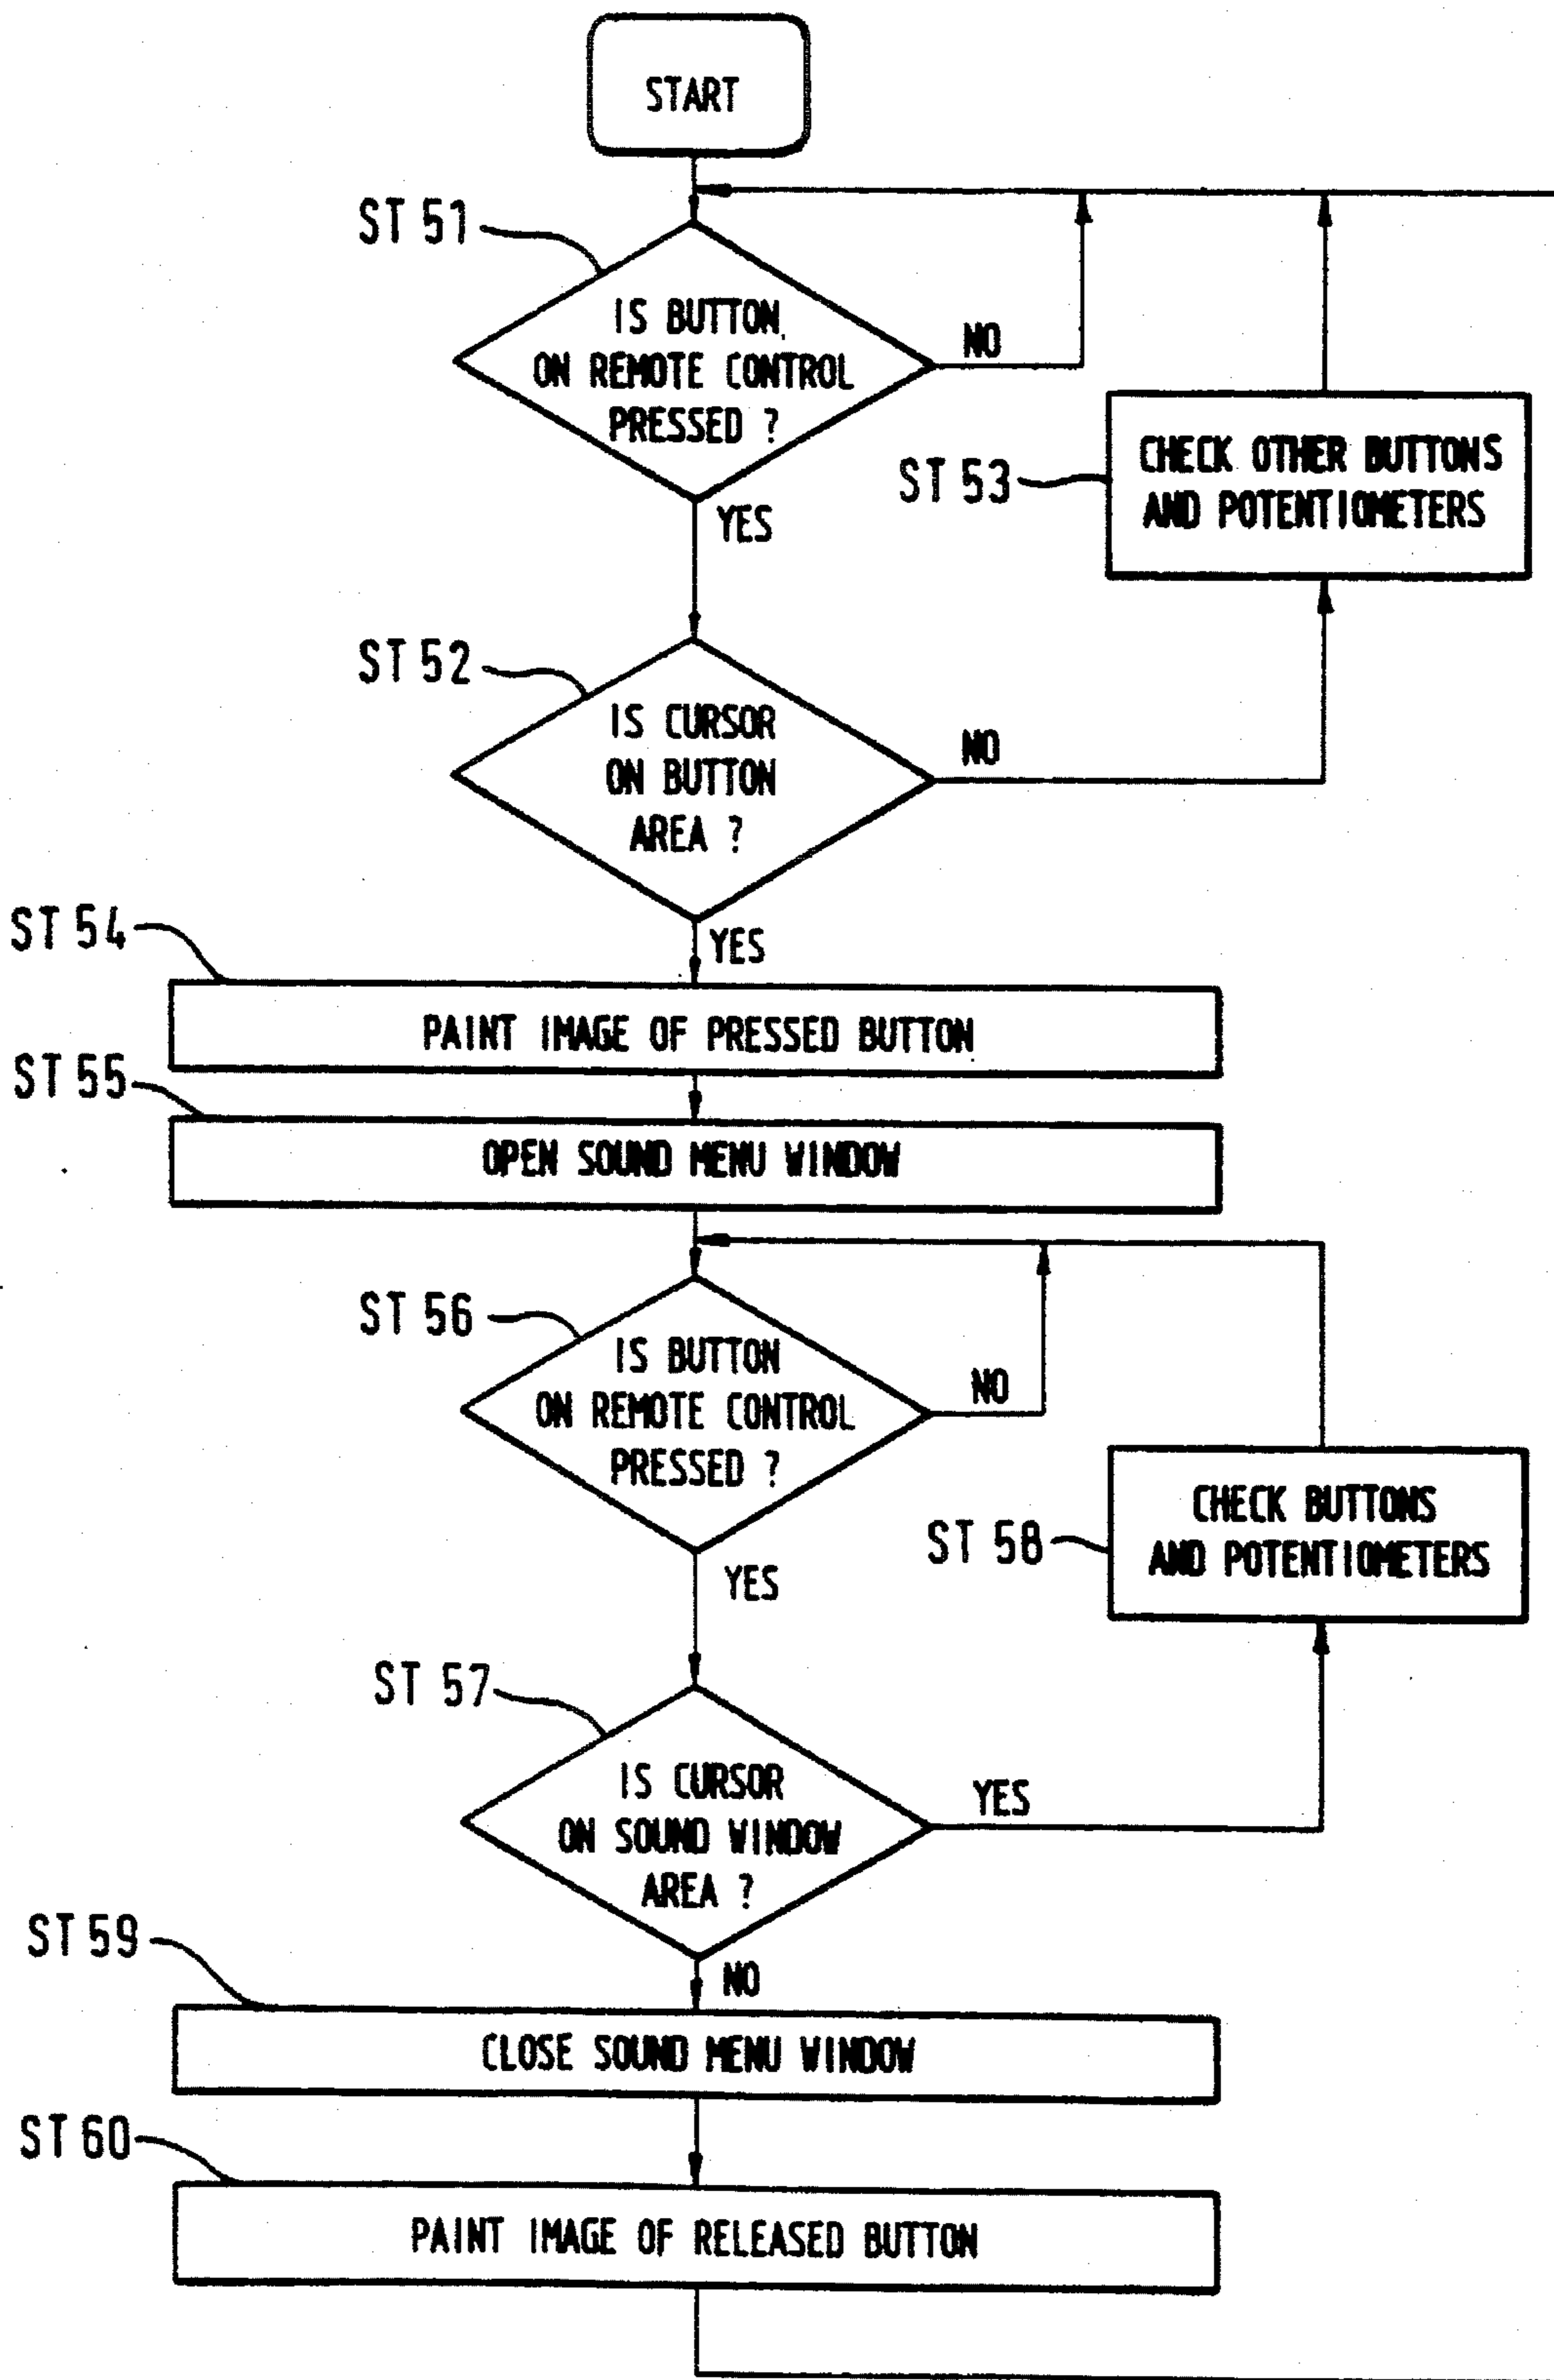 START
ST 51
IS BUTTON
ON REMOTE CONTROL
PRESSED ?
NO
YES
ST 53
CHECK OTHER BUTTONS
AND POTENTIOMETERS
ST 52
IS CURSOR
ON BUTTON
AREA ?
NO
YES
ST 54
PAINT IMAGE OF PRESSED BUTTON
ST 55
OPEN SOUND MENU WINDOW
ST 56
IS BUTTON
ON REMOTE CONTROL
PRESSED ?
NO
YES
ST 58
CHECK BUTTONS
AND POTENTIOMETERS
ST 57
IS CURSOR
ON SOUND WINDOW
AREA ?
YES
NO
ST 59
CLOSE SOUND MENU WINDOW
ST 60
PAINT IMAGE OF RELEASED BUTTON